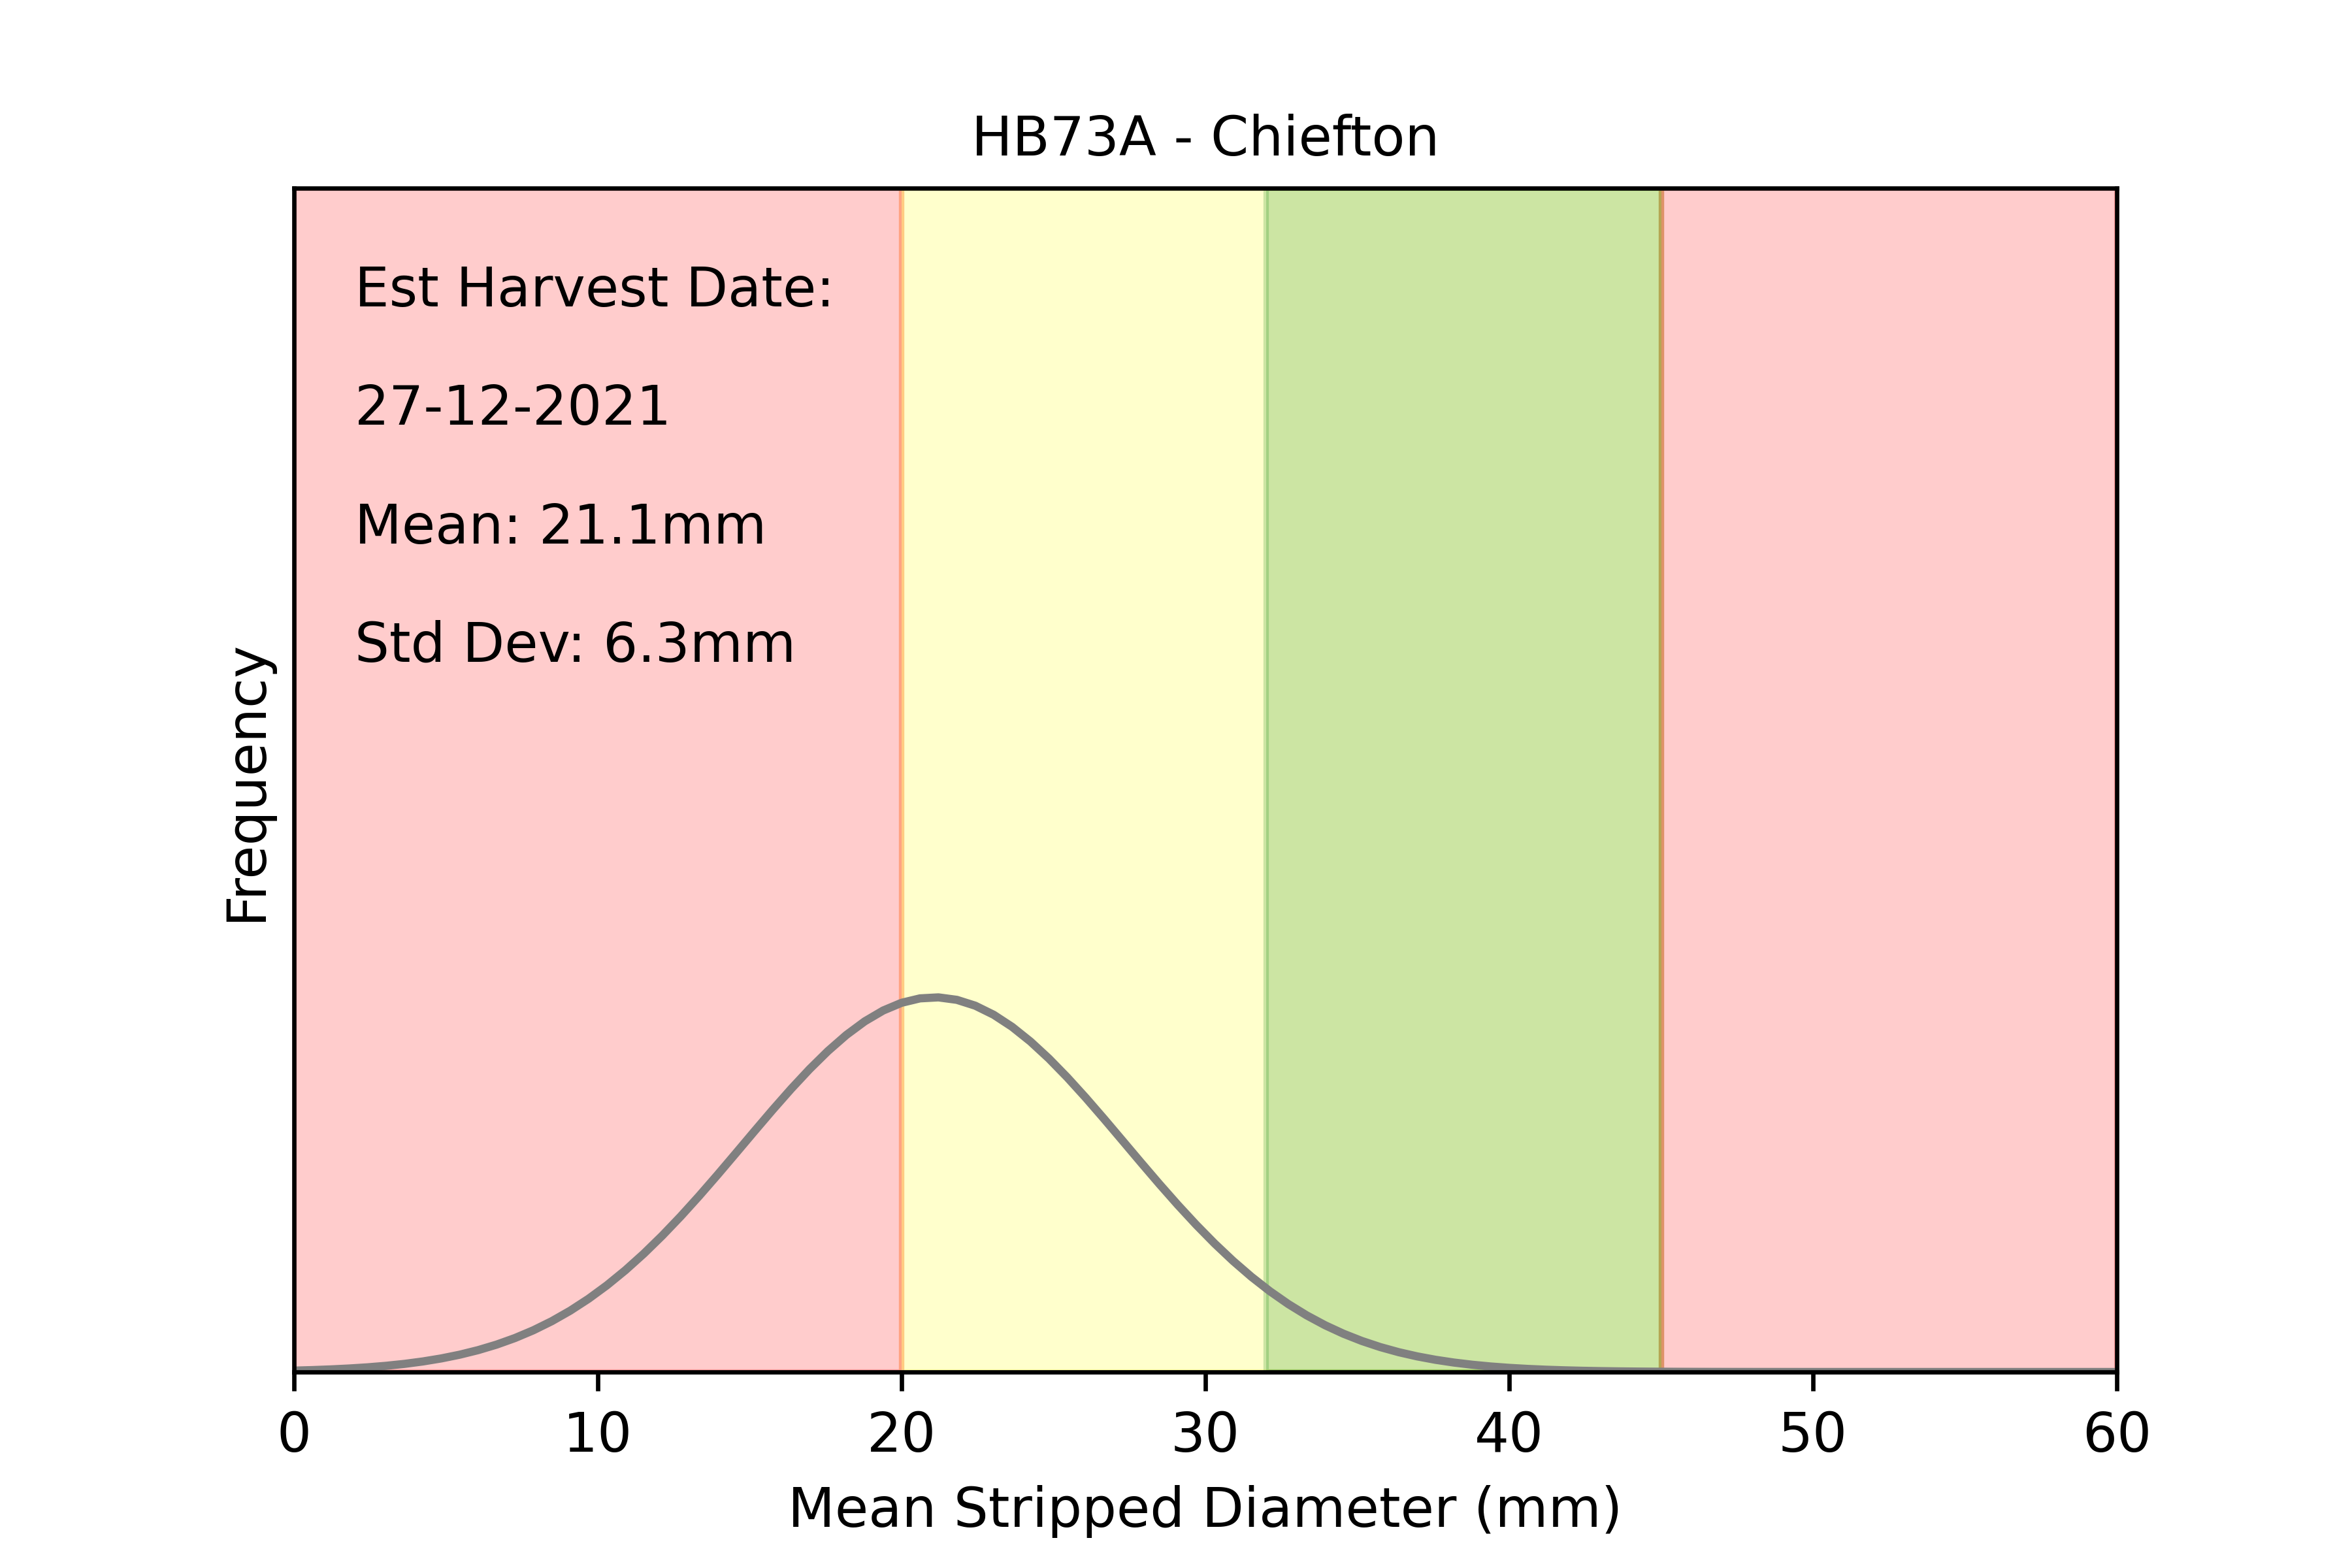 HB73A - Chiefton
Est Harvest Date:
27-12-2021
Mean: 21.1mm
Std Dev: 6.3mm
Frequency
0 10 20 30 40 50 60
Mean Stripped Diameter (mm)